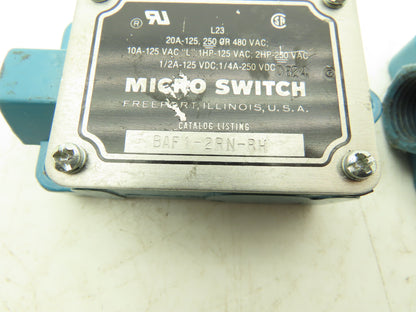 L23
20A-125, 250 OR 480 VAC.
10A-125 VAC "L" 1HP-125 VAC, 2HP-250 VAC
1/2A-125 VDC, 1/4A-250 VDC
MICRO SWITCH
FREEPORT, ILLINOIS, U.S.A.
CATALOG LISTING
BAF1-2RN-RH